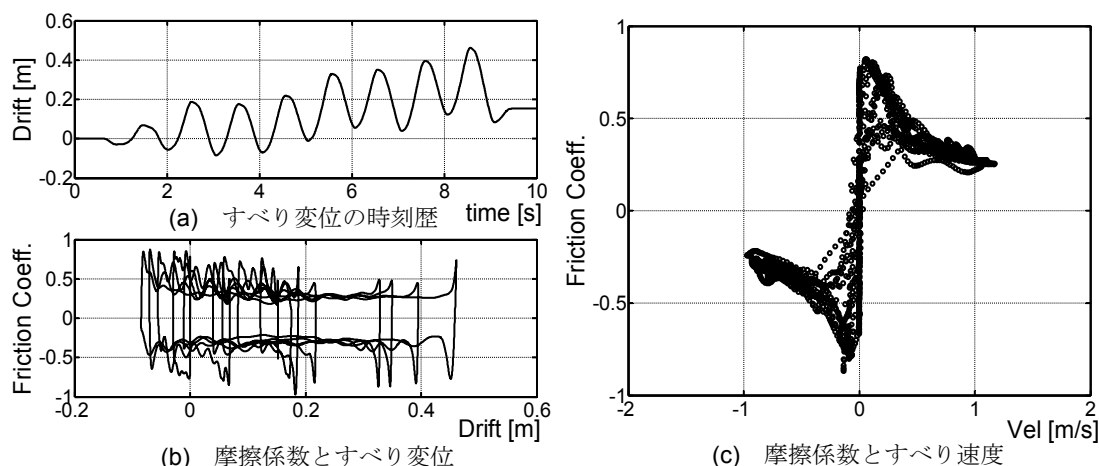 0.6
0.4
0.2
0
-0.2
Drift [m]
0 2 4 6 8 10
time [s]
(a) すべり変位の時刻歴
1
0.5
0
-0.5
-1
Friction Coeff.
-0.2 0 0.2 0.4 0.6
Drift [m]
(b) 摩擦係数とすべり変位
1
0.5
0
-0.5
-1
Friction Coeff.
-2 -1 0 1 2
Vel [m/s]
(c) 摩擦係数とすべり速度